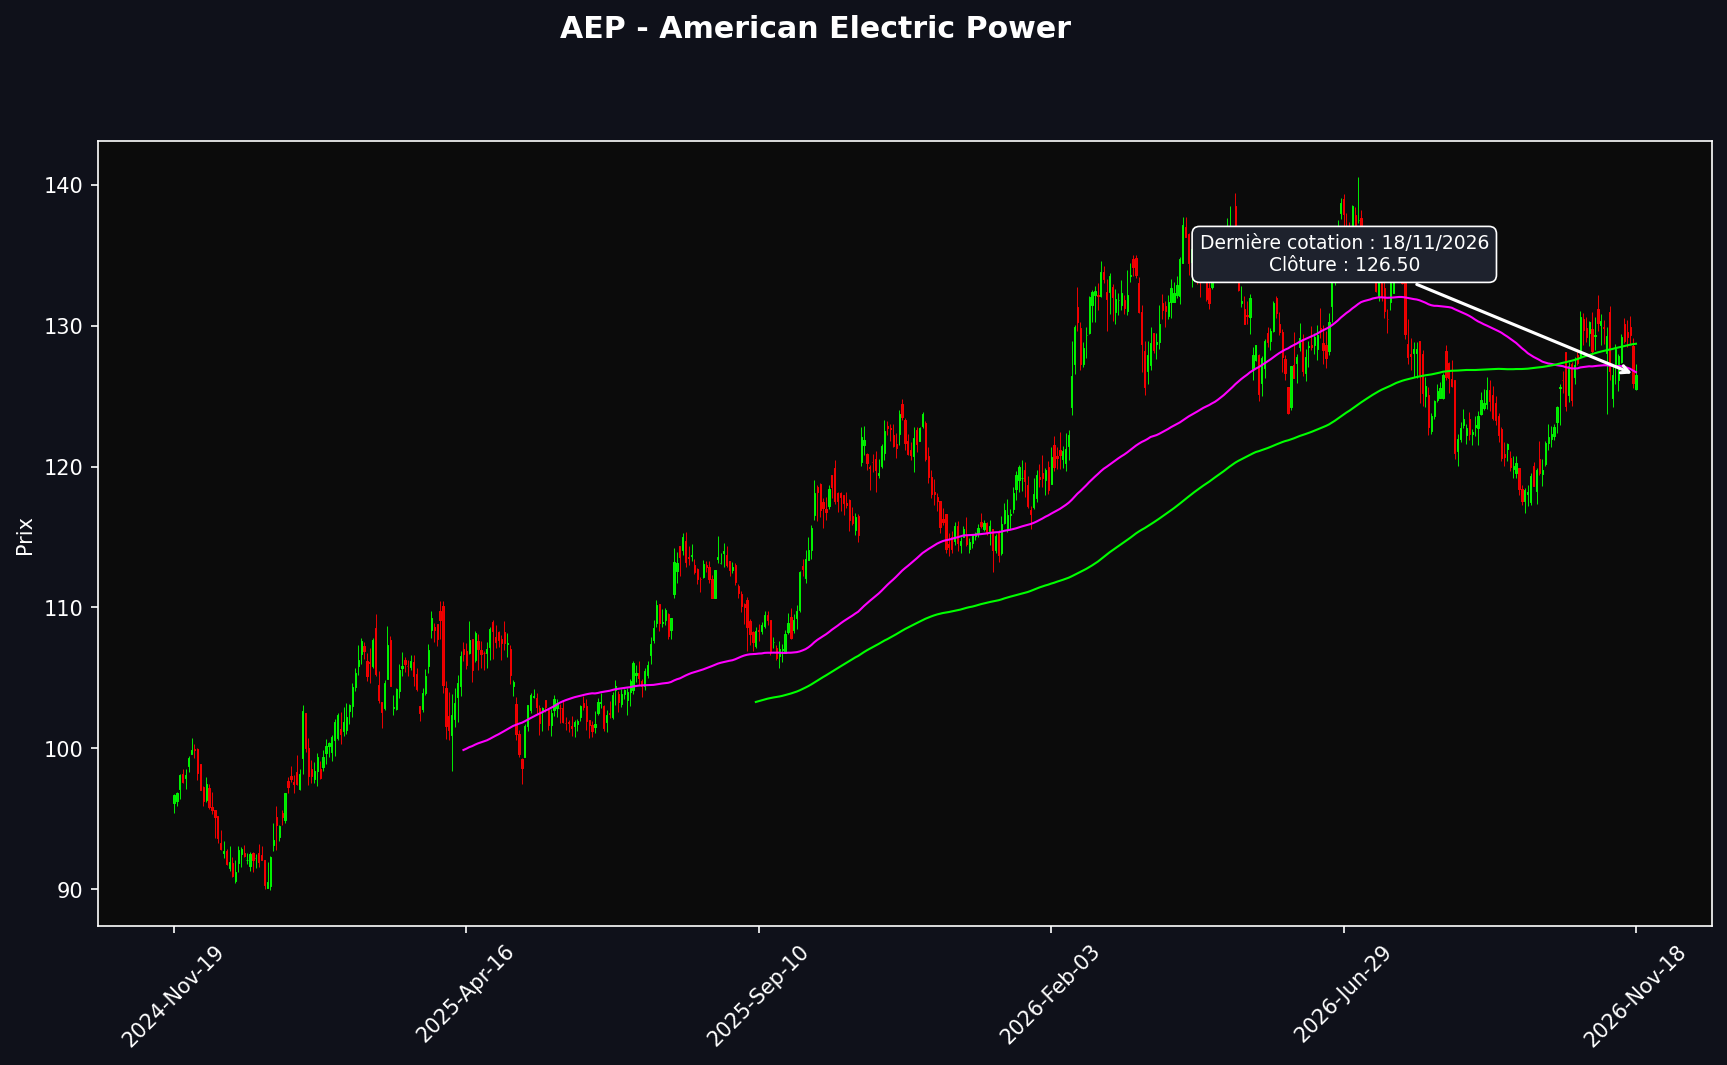 AEP - American Electric Power
Dernière cotation : 18/11/2026
Clôture : 126.50
Prix
140
130
120
110
100
90
2024-Nov-19
2025-Apr-16
2025-Sep-10
2026-Feb-03
2026-Jun-29
2026-Nov-18